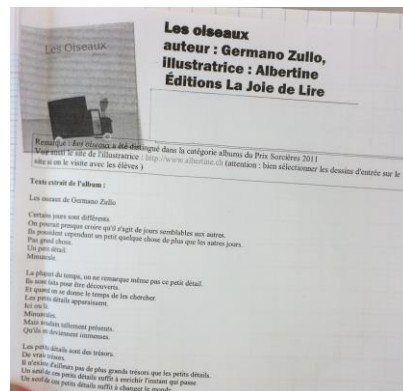 Les Oiseaux
Les oiseaux
auteur : Germano Zullo,
illustratrice : Albertine
Éditions La Joie de Lire
Remarque : Les oiseaux a été distingué dans la catégorie albums du Prix Sorcières 2011
Voir aussi le site de l'illustratrice : http://www.albertine.ch (attention : bien sélectionner les dessins d'entrée sur le
site si on le visite avec les élèves )
Texte extrait de l'album :
Les oiseaux de Germano Zullo
Certains jours sont différents.
On pourrait presque croire qu'il s'agit de jours semblables aux autres.
Ils possèdent cependant un petit quelque chose de plus que les autres jours.
Pas grand chose.
Un petit détail.
Minuscule.
La plupart du temps, on ne remarque même pas ce petit détail.
Ils sont faits pour être découverts.
Et quand on se donne le temps de les chercher.
Les petits détails apparaissent.
Ici ou là.
Minuscules.
Mais soudain tellement présents.
Qu'ils en deviennent immenses.
Les petits détails sont des trésors.
De vrais trésors.
Il n'existe d'ailleurs pas de plus grands trésors que les petits détails.
Un seul de ces petits détails suffit à enrichir l'instant qui passe.
Un seul de ces petits détails suffit à changer le monde.